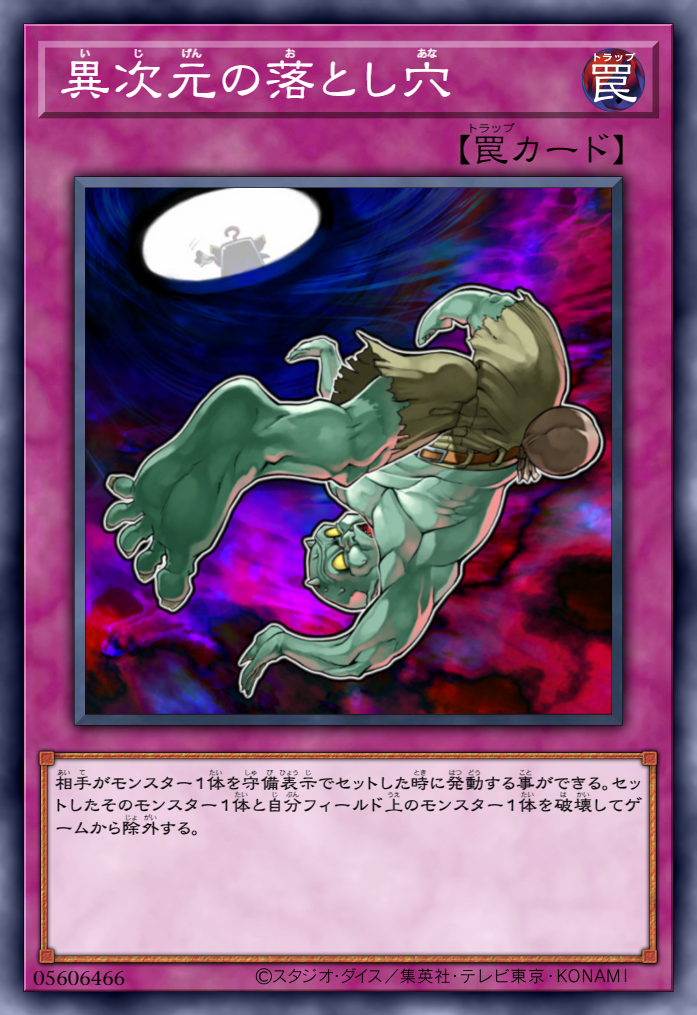 異次元の落とし穴
罠
【罠カード】
相手がモンスター1体を守備表示でセットした時に発動する事ができる。セッ
トしたそのモンスター1体と自分フィールド上のモンスター1体を破壊してゲ
ームから除外する。
05606466 ©スタジオ・ダイス/集英社・テレビ東京・KONAMI